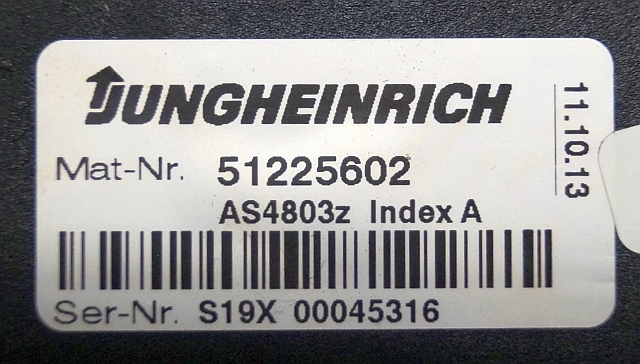 JUNGHEINRICH
Mat-Nr. 51225602
AS4803z Index A
Ser-Nr. S19X 00045316
11.10.13